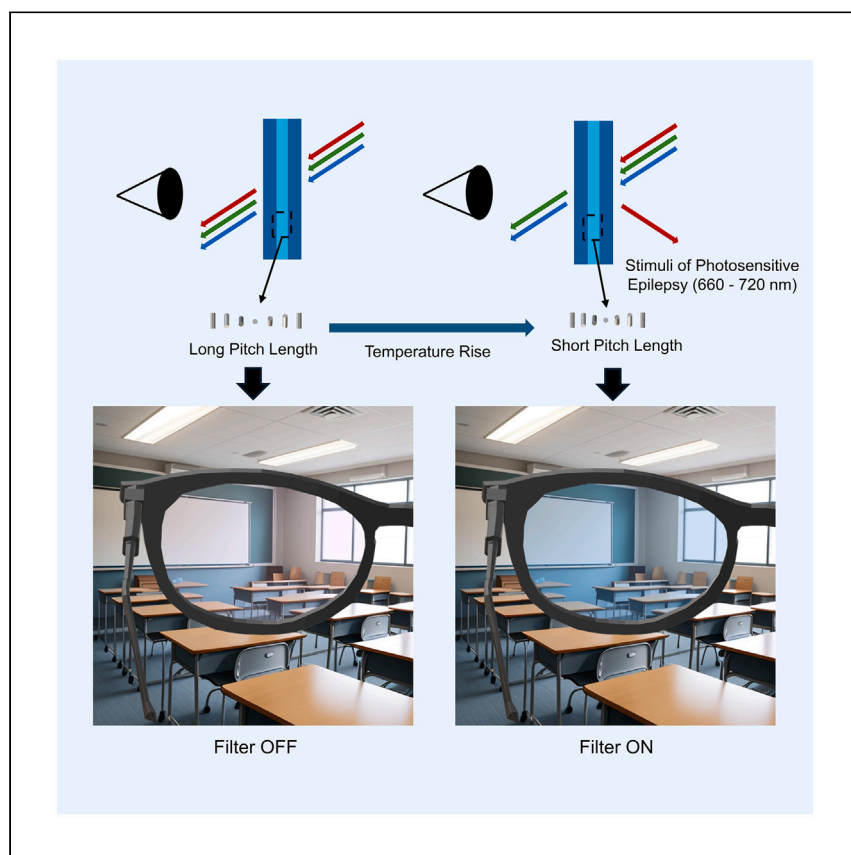 Stimuli of Photosensitive
Epilepsy (660 - 720 nm)
Long Pitch Length
Temperature Rise
Short Pitch Length
Filter OFF
Filter ON